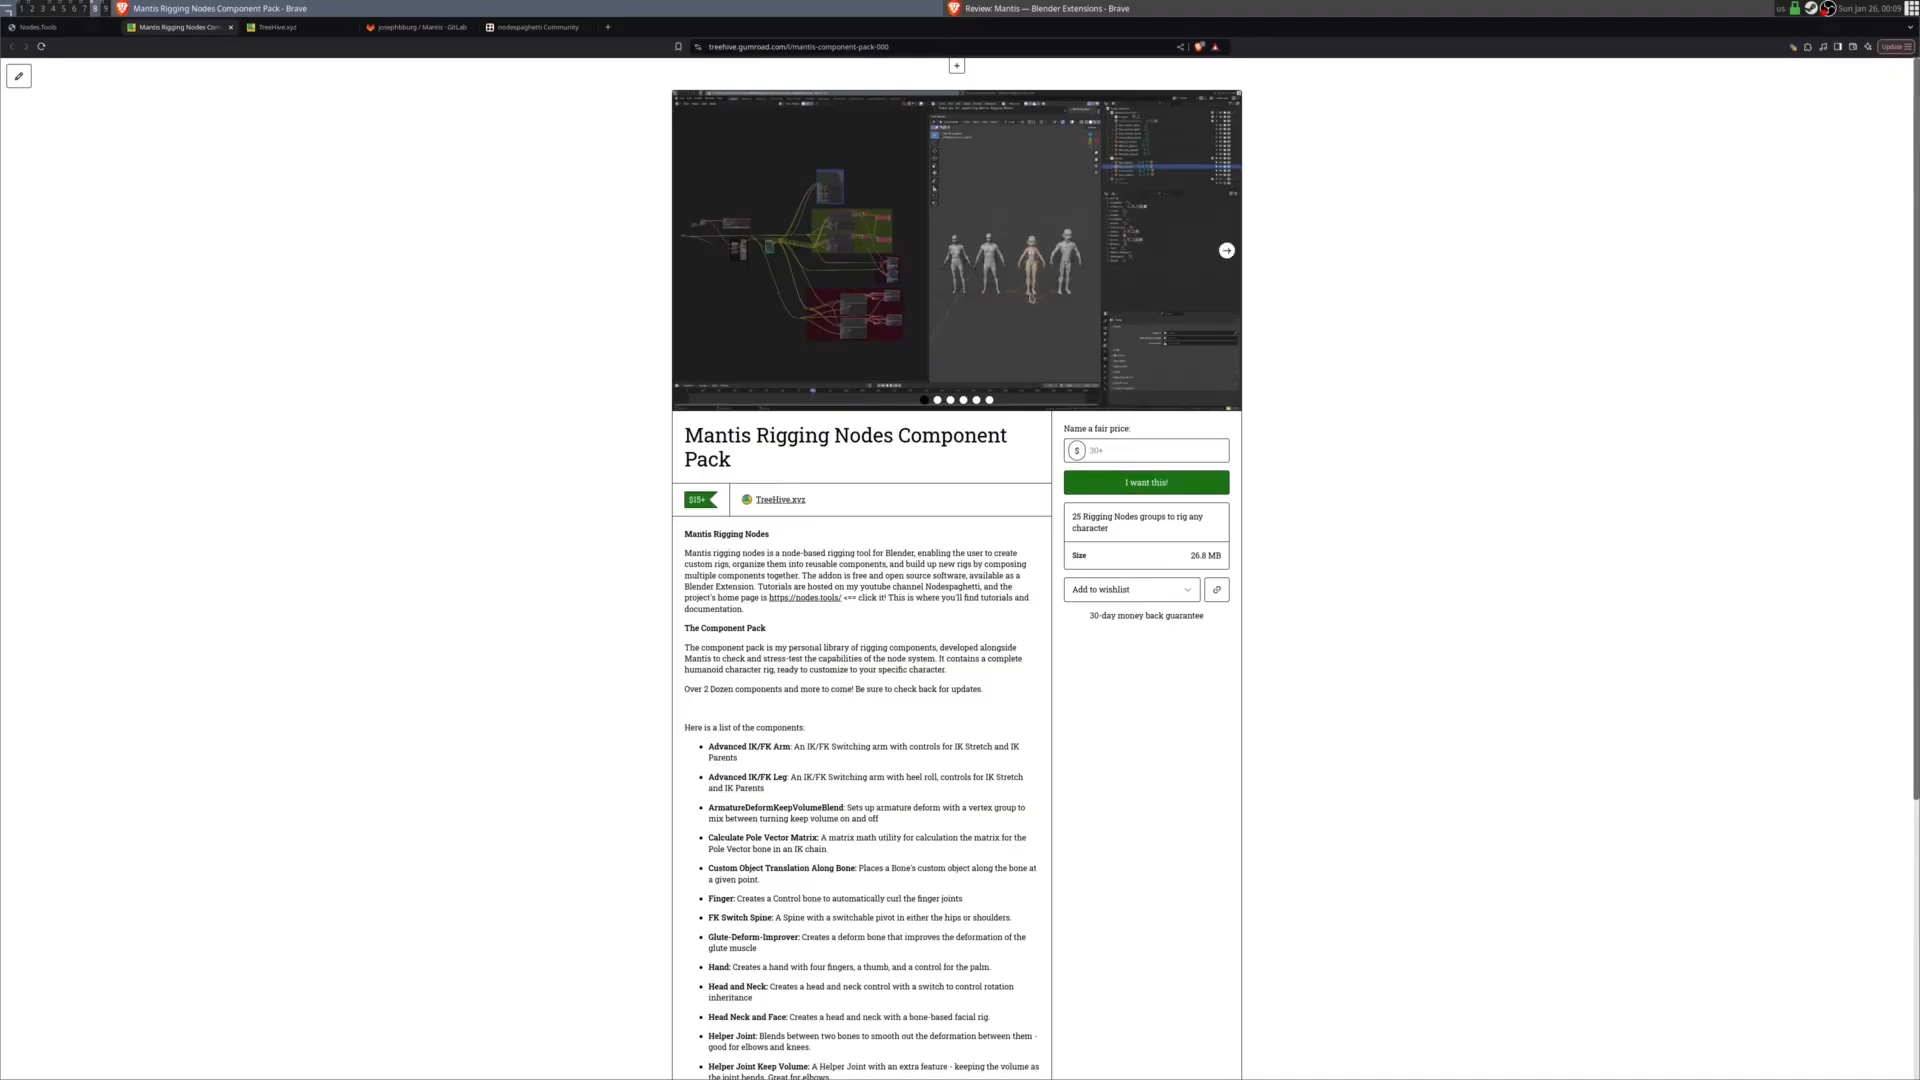 1 2 3 4 5 6 7 8 9 Mantis Rigging Nodes Component Pack - Brave
Review: Mantis — Blender Extensions - Brave
us
Sun Jan 26, 00:09
Nodes.Tools
Mantis Rigging Nodes Com
TreeHive.xyz
josephbburg / Mantis · GitLab
nodespaghetti Community
treehive.gumroad.com/l/mantis-component-pack-000
Update
Mantis Rigging Nodes Component
Pack
$15+
TreeHive.xyz
Mantis Rigging Nodes
Mantis rigging nodes is a node-based rigging tool for Blender, enabling the user to create
custom rigs, organize them into reusable components, and build up new rigs by composing
multiple components together. The addon is free and open source software, available as a
Blender Extension. Tutorials are hosted on my youtube channel Nodespaghetti, and the
project's home page is https://nodes.tools/ <== click it! This is where you'll find tutorials and
documentation.
The Component Pack
The component pack is my personal library of rigging components, developed alongside
Mantis to check and stress-test the capabilities of the node system. It contains a complete
humanoid character rig, ready to customize to your specific character.
Over 2 Dozen components and more to come! Be sure to check back for updates.
Here is a list of the components:
• Advanced IK/FK Arm: An IK/FK Switching arm with controls for IK Stretch and IK
Parents
• Advanced IK/FK Leg: An IK/FK Switching arm with heel roll, controls for IK Stretch
and IK Parents
• ArmatureDeformKeepVolumeBlend: Sets up armature deform with a vertex group to
mix between turning keep volume on and off
• Calculate Pole Vector Matrix: A matrix math utility for calculation the matrix for the
Pole Vector bone in an IK chain
• Custom Object Translation Along Bone: Places a Bone's custom object along the bone at
a given point.
• Finger: Creates a Control bone to automatically curl the finger joints
• FK Switch Spine: A Spine with a switchable pivot in either the hips or shoulders.
• Glute-Deform-Improver: Creates a deform bone that improves the deformation of the
glute muscle
• Hand: Creates a hand with four fingers, a thumb, and a control for the palm.
• Head and Neck: Creates a head and neck control with a switch to control rotation
inheritance
• Head Neck and Face: Creates a head and neck with a bone-based facial rig.
• Helper Joint: Blends between two bones to smooth out the deformation between them -
good for elbows and knees.
• Helper Joint Keep Volume: A Helper Joint with an extra feature - keeping the volume as
the joint bends. Great for elbows
Name a fair price:
$ 30+
I want this!
25 Rigging Nodes groups to rig any
character
Size 26.8 MB
Add to wishlist
30-day money back guarantee